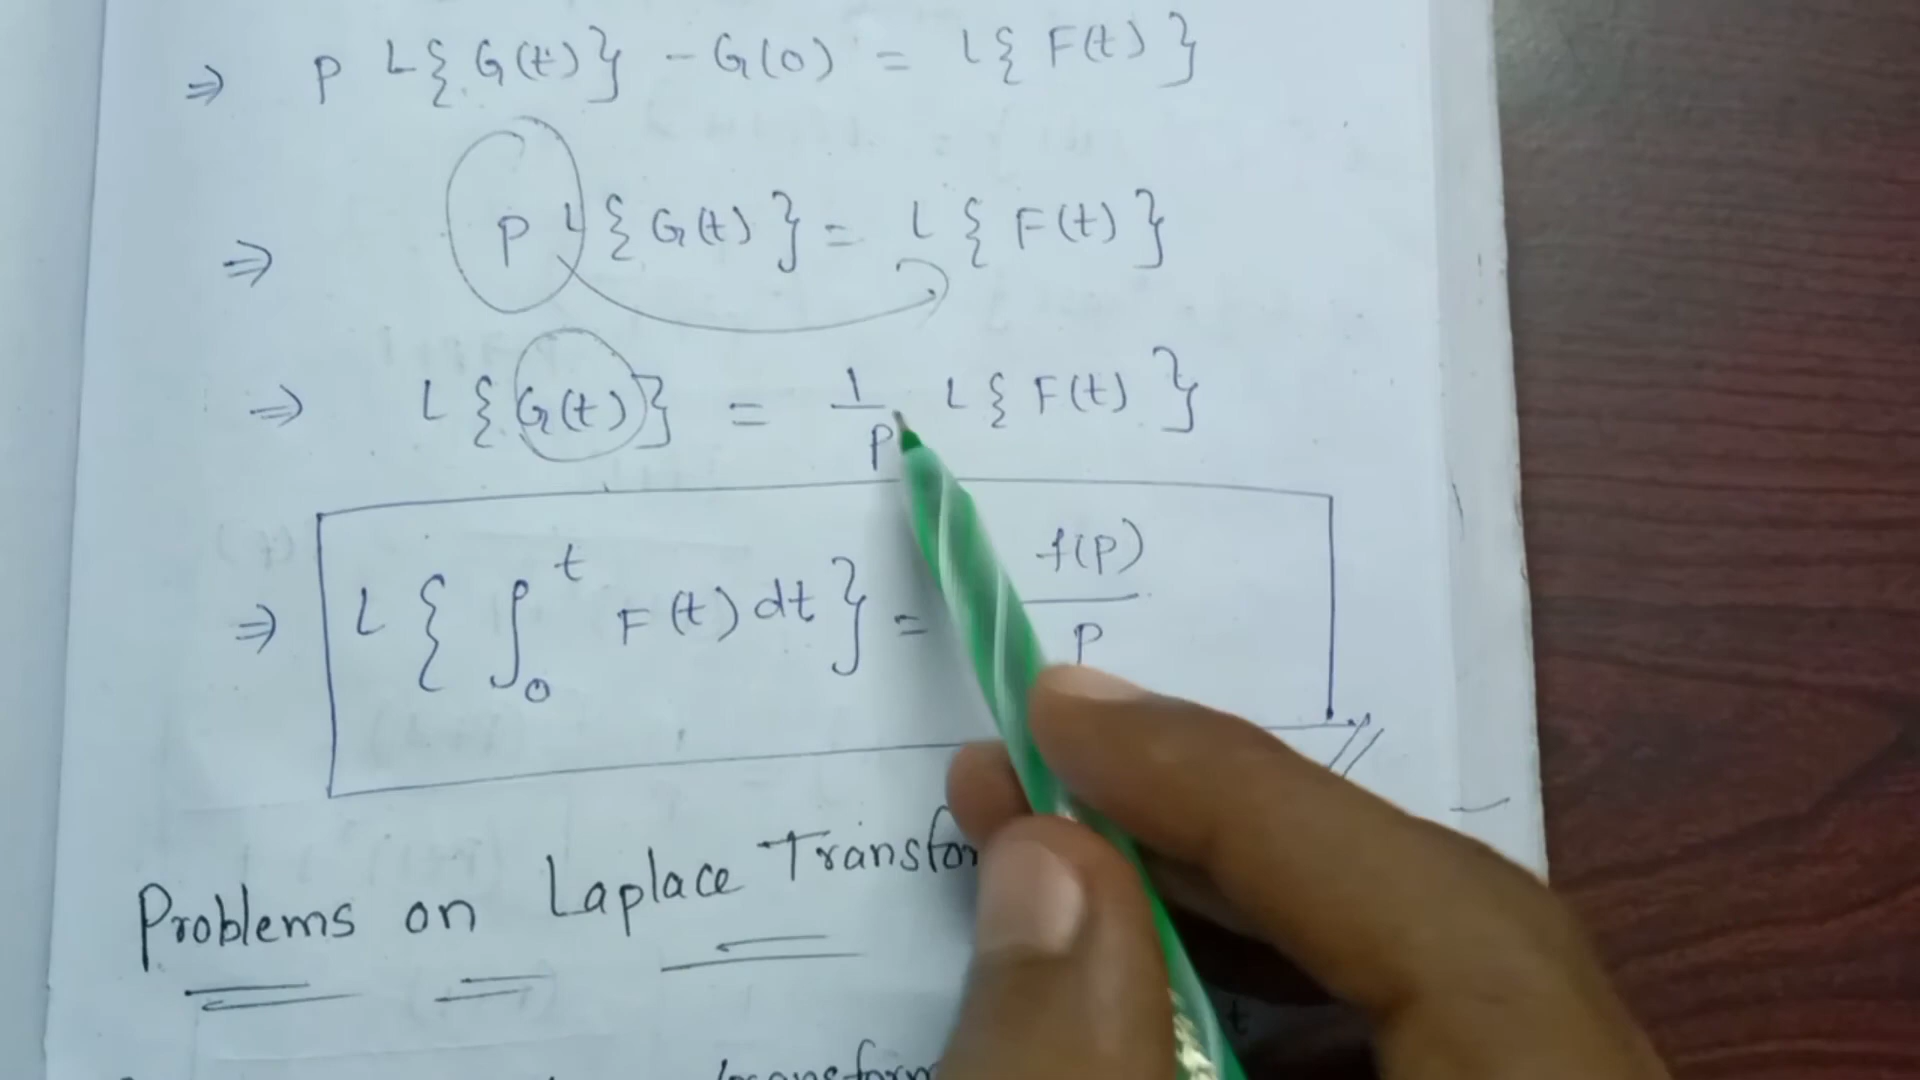 ⇒ P L{G(t)} - G(0) = L{F(t)}
⇒ P L{G(t)} = L{F(t)}
⇒ L{G(t)} = 1/P L{F(t)}
⇒ L{∫₀ᵗ F(t) dt} = f(P)/P
Problems on Laplace Transfor
t